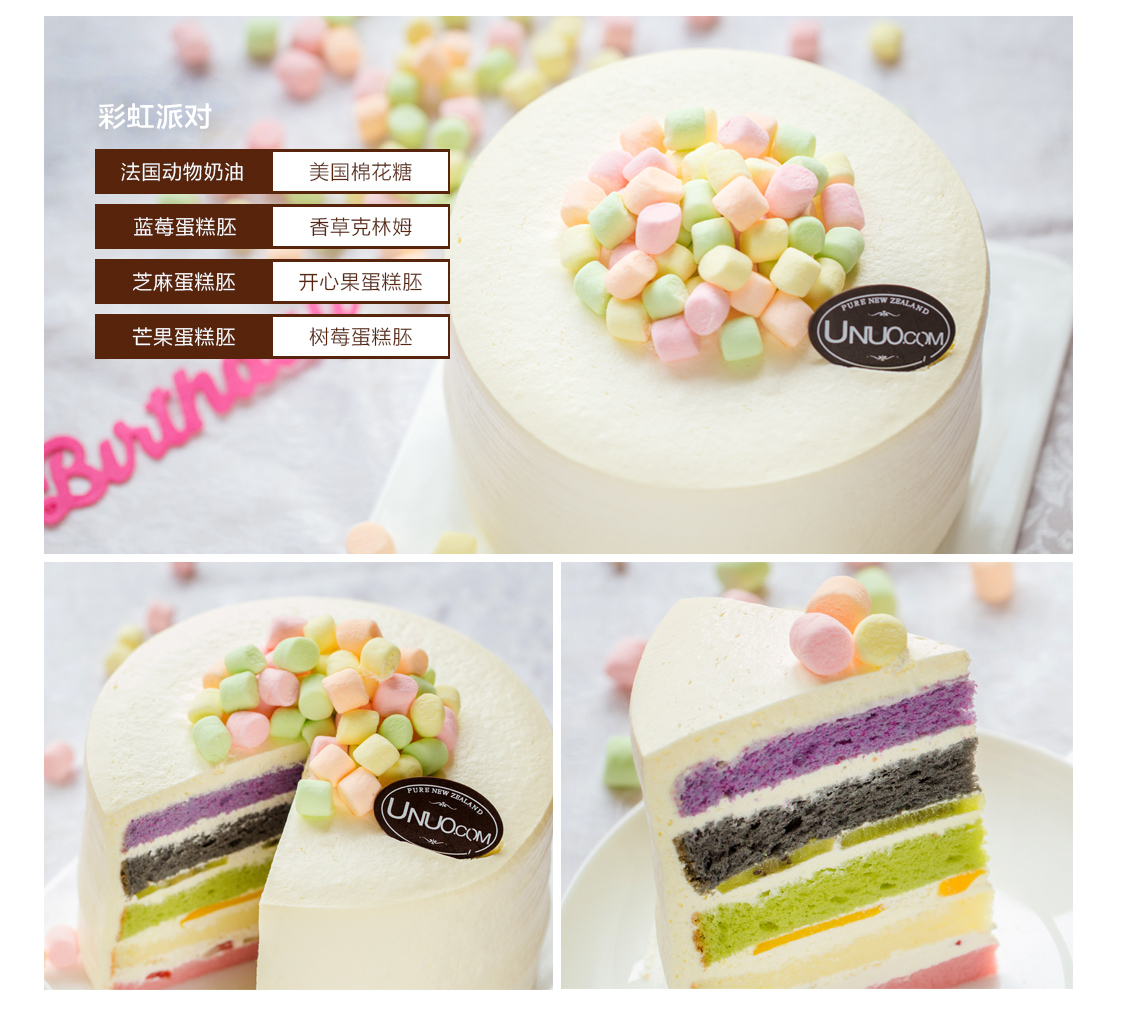 彩虹派对
法国动物奶油 美国棉花糖
蓝莓蛋糕胚 香草克林姆
芝麻蛋糕胚 开心果蛋糕胚
芒果蛋糕胚 树莓蛋糕胚
Birthday
PURE NEW ZEALAND
UNUO.COM
PURE NEW ZEALAND
UNUO.COM